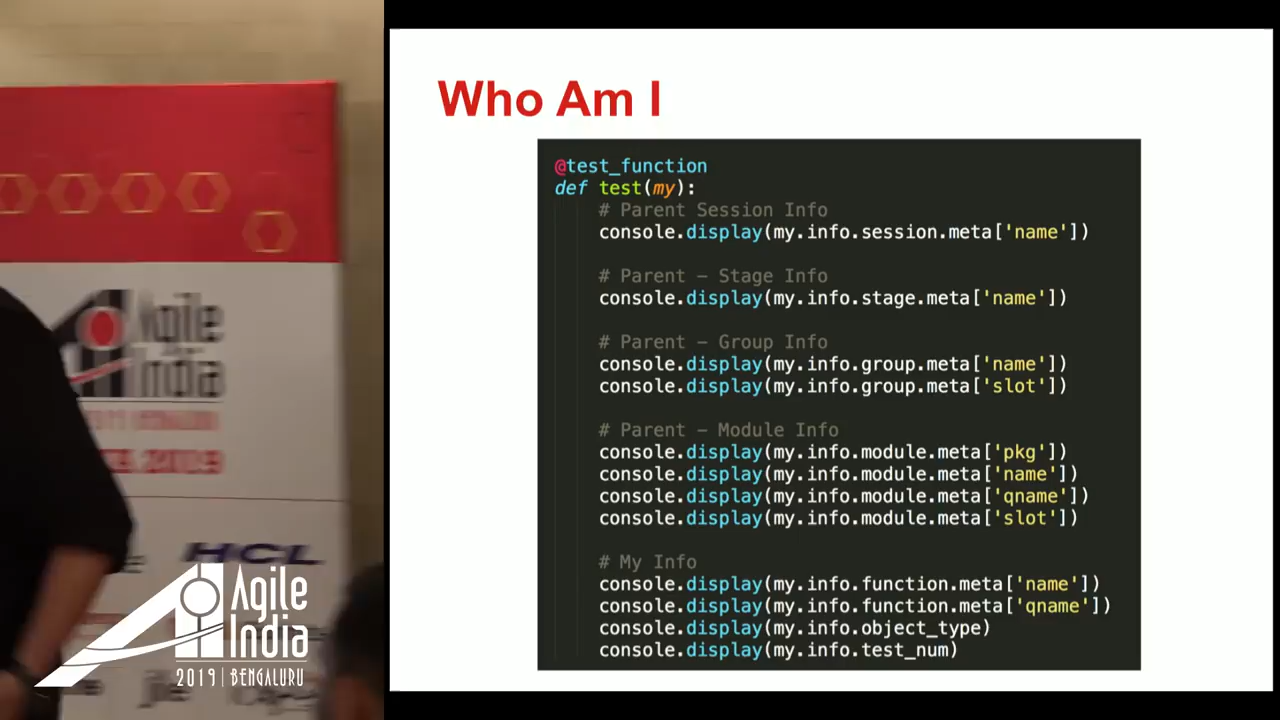 Who Am I
@test_function
def test(my):
# Parent Session Info
console.display(my.info.session.meta['name'])
# Parent – Stage Info
console.display(my.info.stage.meta['name'])
# Parent – Group Info
console.display(my.info.group.meta['name'])
console.display(my.info.group.meta['slot'])
# Parent – Module Info
console.display(my.info.module.meta['pkg'])
console.display(my.info.module.meta['name'])
console.display(my.info.module.meta['qname'])
console.display(my.info.module.meta['slot'])
# My Info
console.display(my.info.function.meta['name'])
console.display(my.info.function.meta['qname'])
console.display(my.info.object_type)
console.display(my.info.test_num)
Agile
India
2019
HCL
Agile
India
2019 | BENGALURU